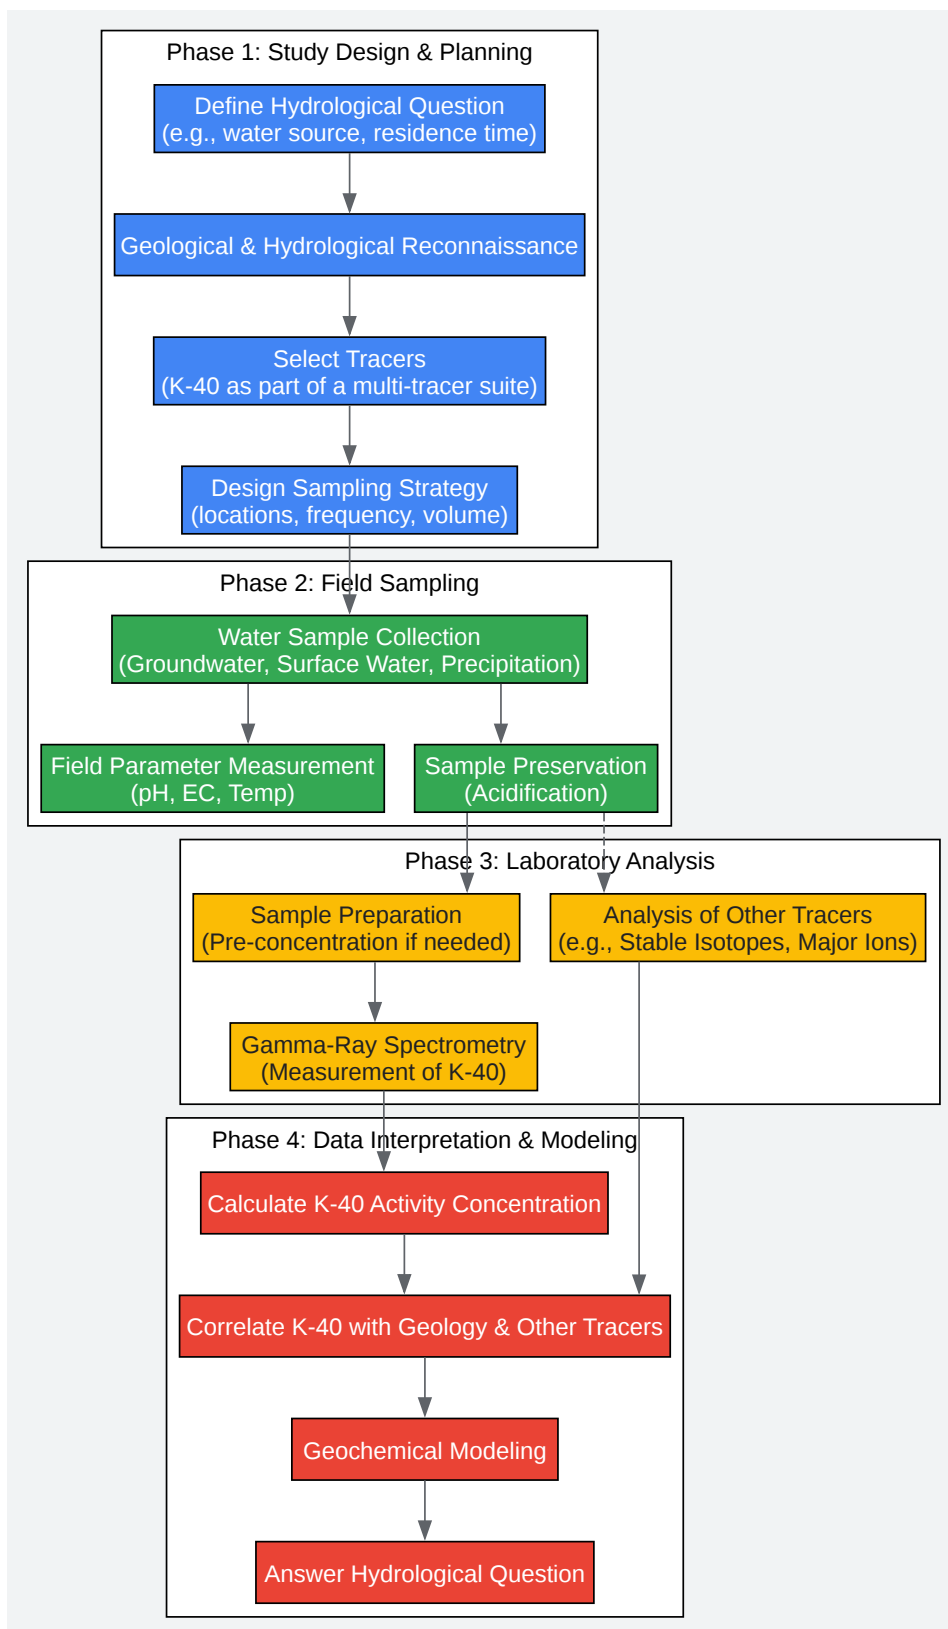 Phase 1: Study Design & Planning
Define Hydrological Question
(e.g., water source, residence time)
Geological & Hydrological Reconnaissance
Select Tracers
(K-40 as part of a multi-tracer suite)
Design Sampling Strategy
(locations, frequency, volume)
Phase 2: Field Sampling
Water Sample Collection
(Groundwater, Surface Water, Precipitation)
Field Parameter Measurement
(pH, EC, Temp)
Sample Preservation
(Acidification)
Phase 3: Laboratory Analysis
Sample Preparation
(Pre-concentration if needed)
Analysis of Other Tracers
(e.g., Stable Isotopes, Major Ions)
Gamma-Ray Spectrometry
(Measurement of K-40)
Phase 4: Data Interpretation & Modeling
Calculate K-40 Activity Concentration
Correlate K-40 with Geology & Other Tracers
Geochemical Modeling
Answer Hydrological Question